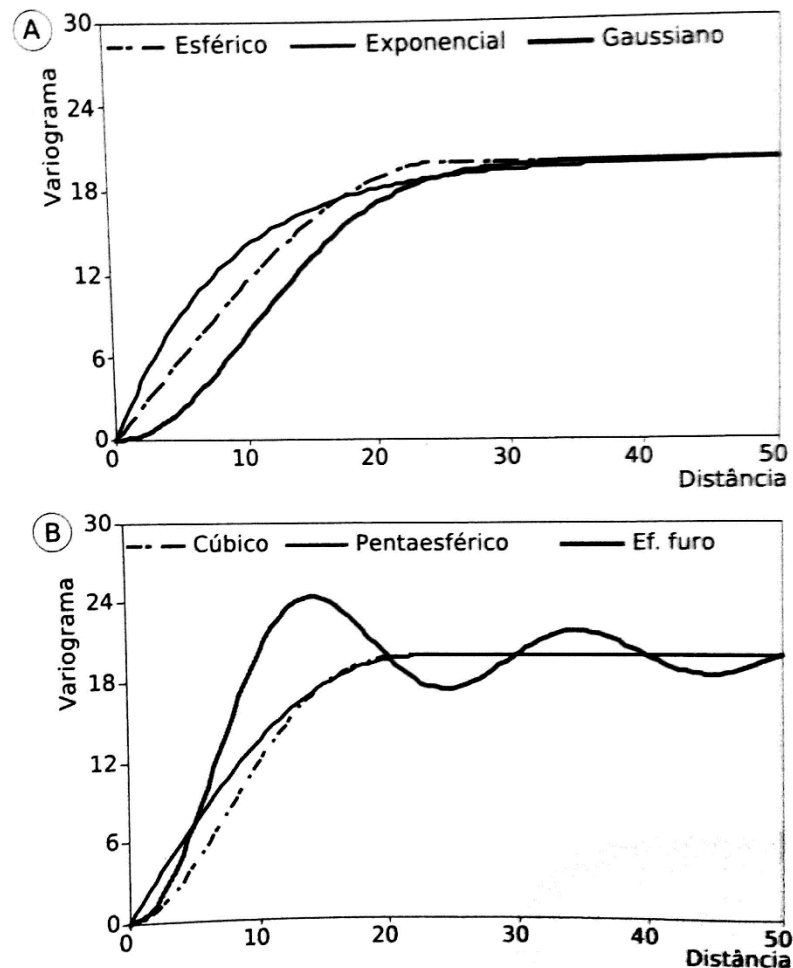 A
30
Esférico Exponencial Gaussiano
Variograma
24
18
12
6
0
0 10 20 30 40 50
Distância
B
30
Cúbico Pentaesférico Ef. furo
Variograma
24
18
12
6
0
0 10 20 30 40 50
Distância